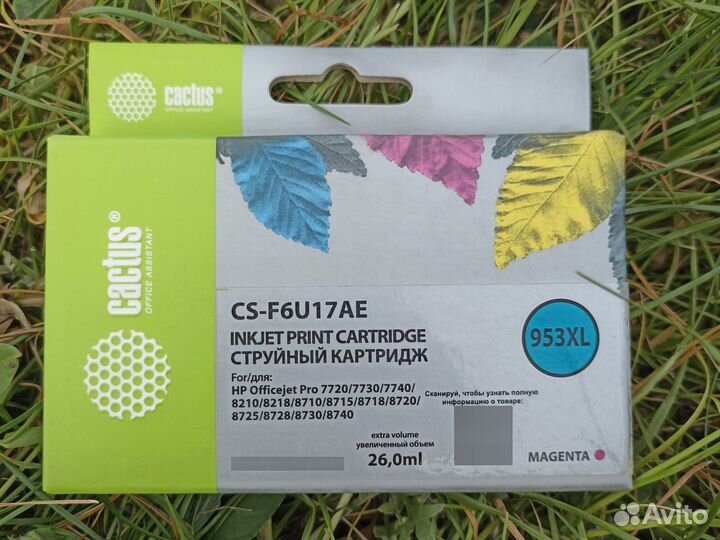 cactus®
OFFICE ASSISTANT
cactus®
OFFICE ASSISTANT
CS-F6U17AE
INKJET PRINT CARTRIDGE
СТРУЙНЫЙ КАРТРИДЖ
For/для:
HP Officejet Pro 7720/7730/7740/
8210/8218/8710/8715/8718/8720/
8725/8728/8730/8740
953XL
Сканируй, чтобы узнать полную
информацию о товаре:
extra volume
увеличенный объем
26,0ml
MAGENTA
Avito